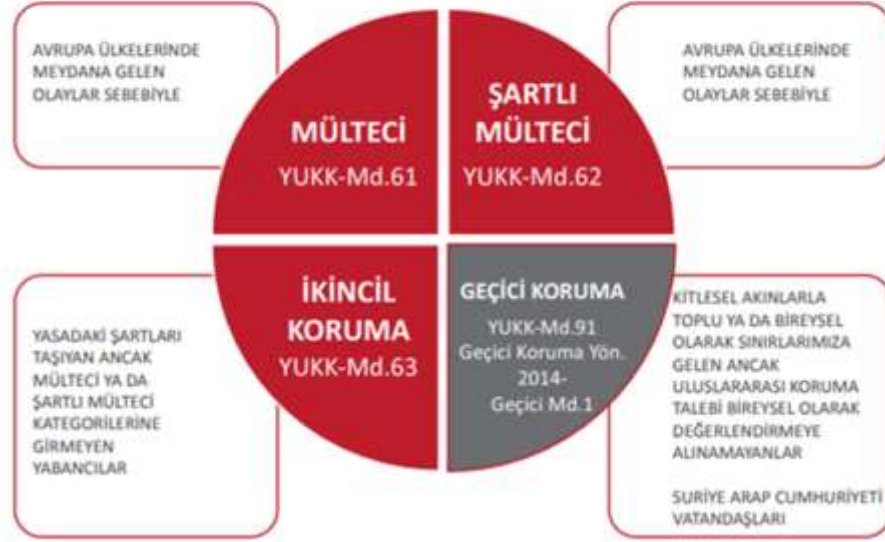 AVRUPA ÜLKELERİNDE
MEYDANA GELEN
OLAYLAR SEBEBİYLE
MÜLTECİ
YUKK-Md.61
ŞARTLI
MÜLTECİ
YUKK-Md.62
AVRUPA ÜLKELERİNDE
MEYDANA GELEN
OLAYLAR SEBEBİYLE
YASADAKİ ŞARTLARI
TAŞIYAN ANCAK
MÜLTECİ YA DA
ŞARTLI MÜLTECİ
KATEGORİLERİNE
GİRMEYEN
YABANCILAR
İKİNCİL
KORUMA
YUKK-Md.63
GEÇİCİ KORUMA
YUKK-Md.91
Geçici Koruma Yön.
2014-
Geçici Md.1
KİTLESEL AKINLARLA
TOPLU YA DA BİREYSEL
OLARAK SINIRLARIMIZA
GELEN ANCAK
ULUSLARARASI KORUMA
TALEBİ BİREYSEL OLARAK
DEĞERLENDİRMEYE
ALINAMAYANLAR
SURİYE ARAP CUMHURİYETİ
VATANDAŞLARI